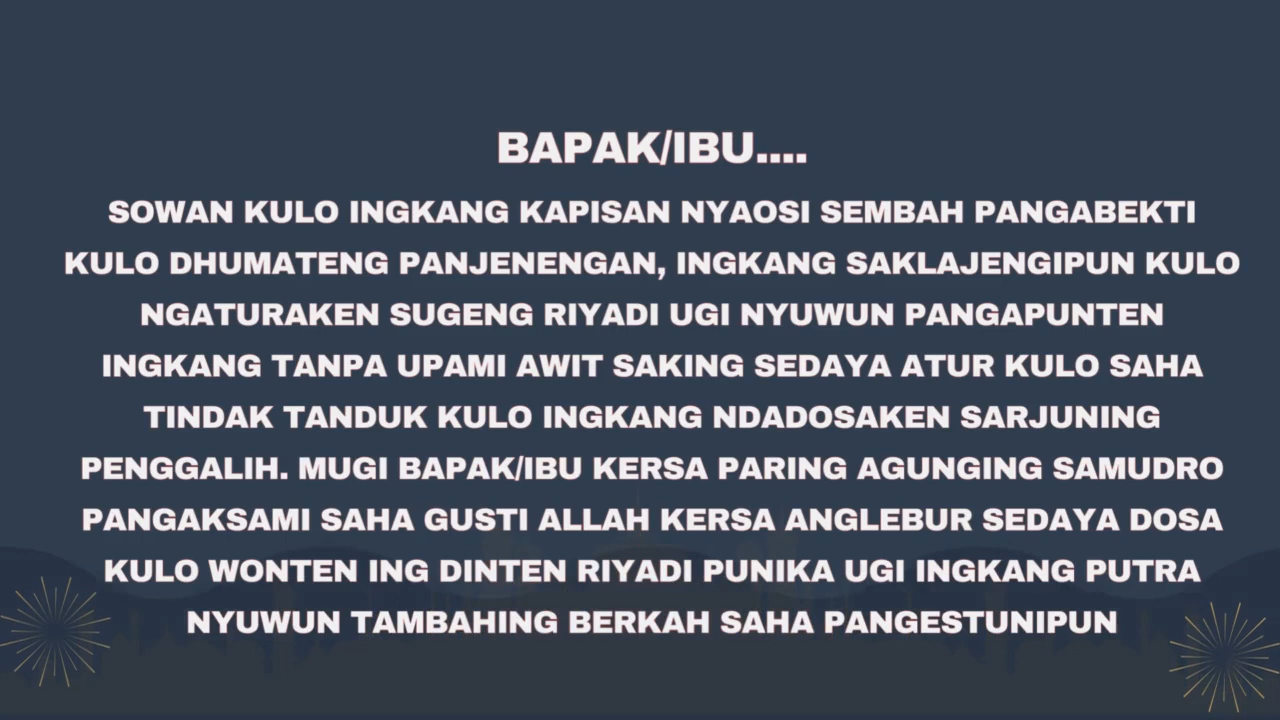 BAPAK/IBU....
SOWAN KULO INGKANG KAPISAN NYAOSI SEMBAH PANGABEKTI
KULO DHUMATENG PANJENENGAN, INGKANG SAKLAJENGIPUN KULO
NGATURAKEN SUGENG RIYADI UGI NYUWUN PANGAPUNTEN
INGKANG TANPA UPAMI AWIT SAKING SEDAYA ATUR KULO SAHA
TINDAK TANDUK KULO INGKANG NDADOSAKEN SARJUNING
PENGGALIH. MUGI BAPAK/IBU KERSA PARING AGUNGING SAMUDRO
PANGAKSAMI SAHA GUSTI ALLAH KERSA ANGLEBUR SEDAYA DOSA
KULO WONTEN ING DINTEN RIYADI PUNIKA UGI INGKANG PUTRA
NYUWUN TAMBAHING BERKAH SAHA PANGESTUNIPUN